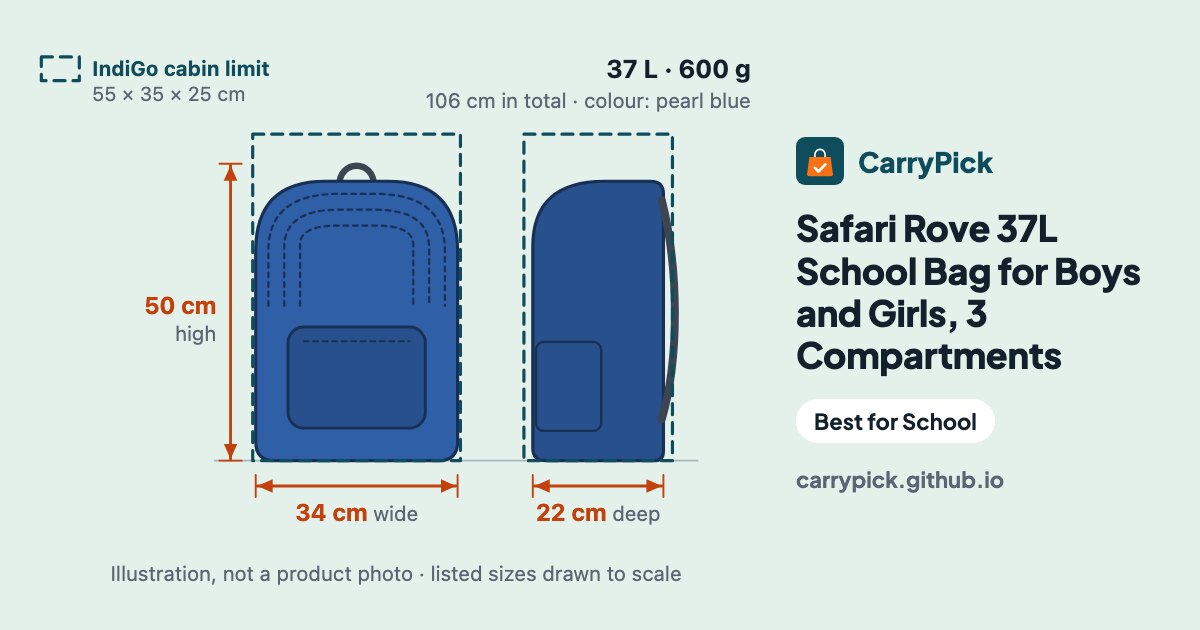 IndiGo cabin limit
55 × 35 × 25 cm
37 L · 600 g
106 cm in total · colour: pearl blue
50 cm
high
34 cm wide
22 cm deep
Illustration, not a product photo · listed sizes drawn to scale
CarryPick
Safari Rove 37L
School Bag for Boys
and Girls, 3
Compartments
Best for School
carrypick.github.io